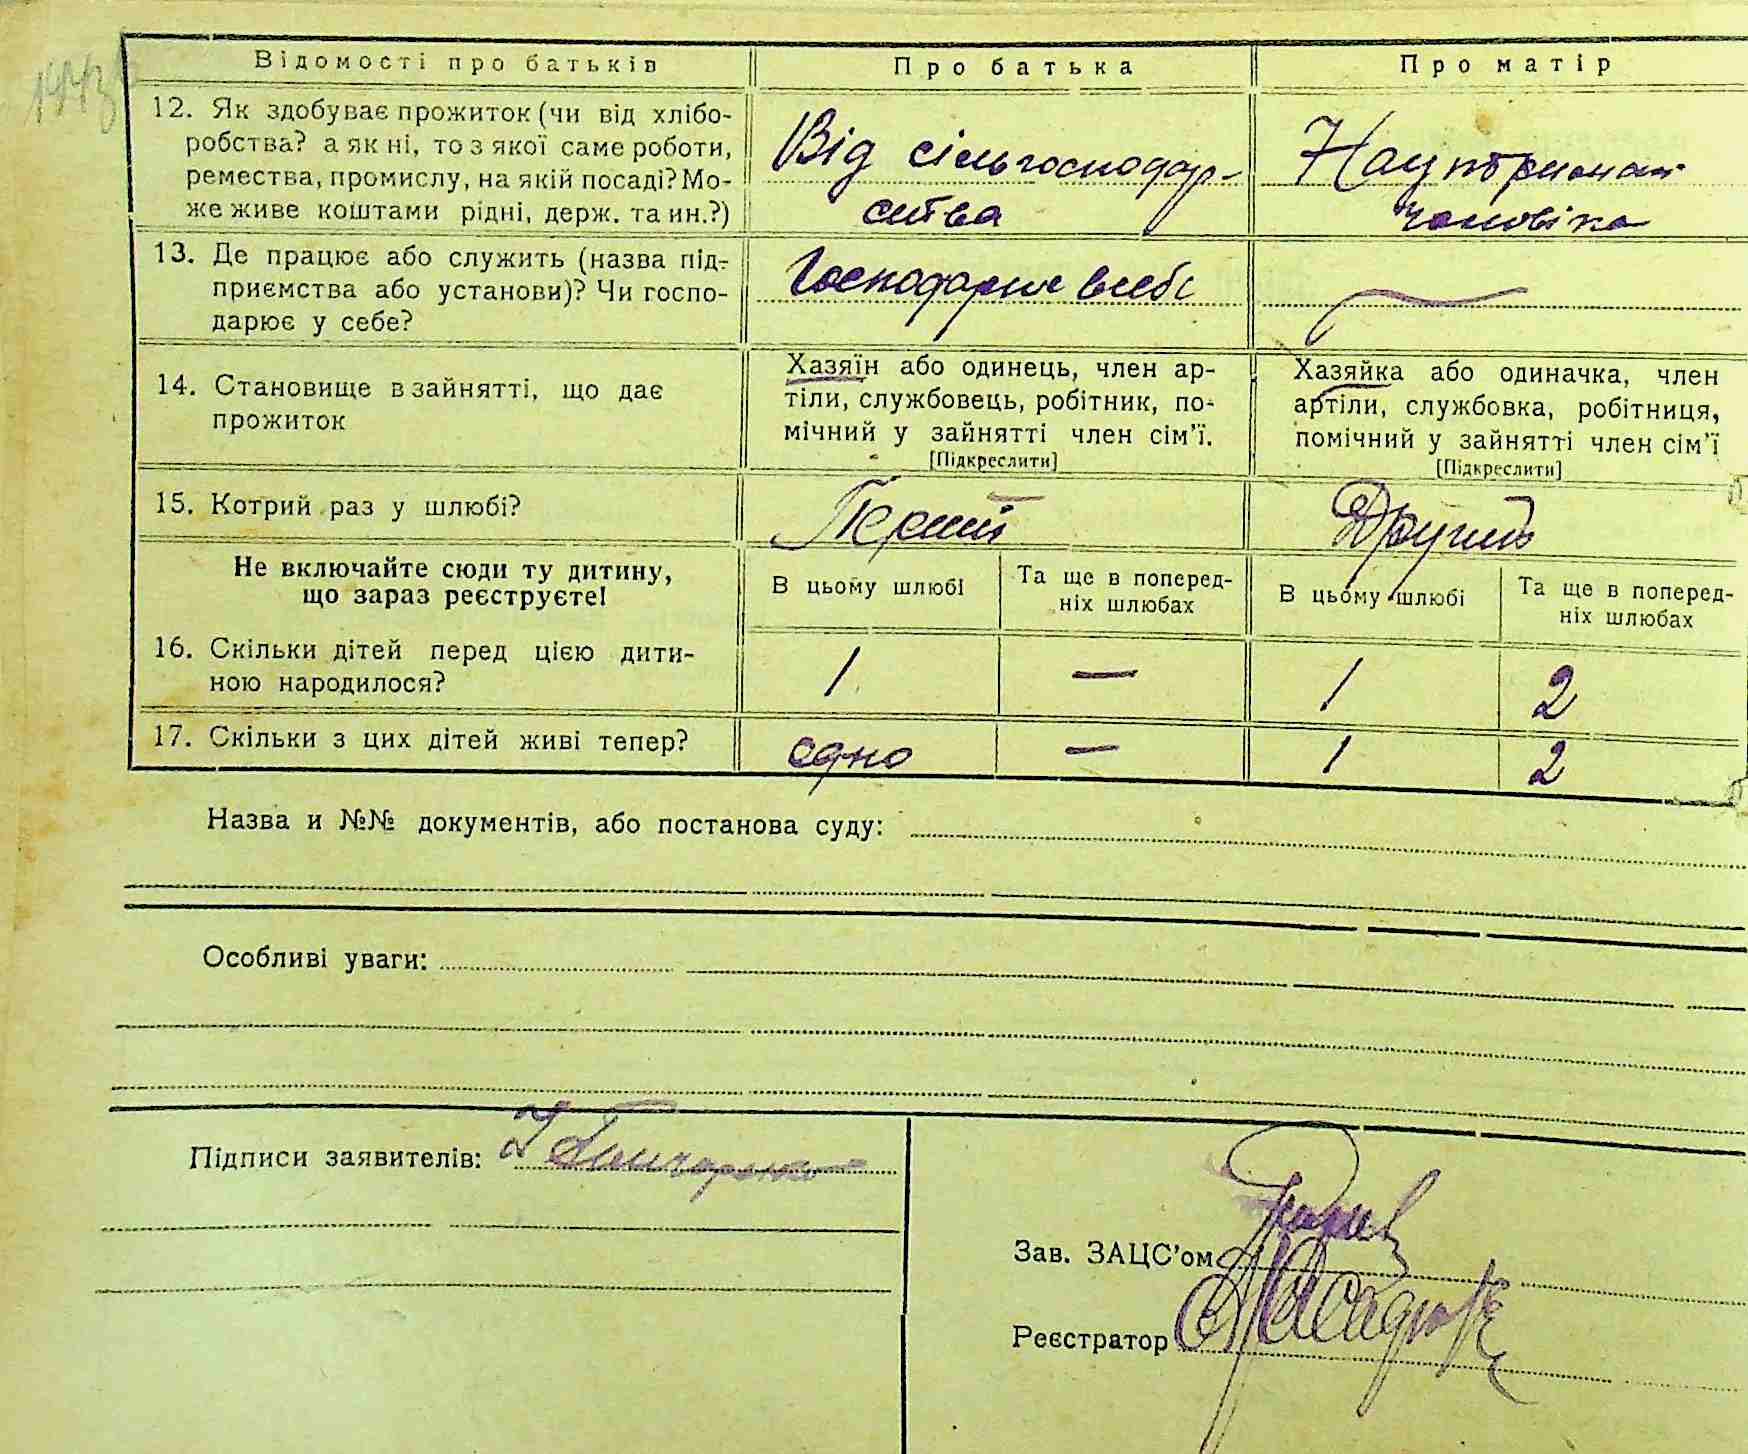 Відомості про батьків
Про батька
Про матір
12. Як здобуває прожиток (чи від хлібо-
робства? а як ні, то з якої саме роботи,
ремества, промислу, на якій посаді? Мо-
же живе коштами рідні, держ. та ин.?)
Від сільгосподар-
ства
На утриманні
чоловіка
13. Де працює або служить (назва під-
приємства або установи)? Чи госпо-
дарює у себе?
Господарює в себе
—
14. Становище в зайнятті, що дає
прожиток
Хазяїн або одинець, член ар-
тіли, службовець, робітник, по-
мічний у зайнятті член сім'ї.
[Підкреслити]
Хазяйка або одиначка, член
артіли, службовка, робітниця,
помічний у зайнятті член сім'ї
[Підкреслити]
15. Котрий раз у шлюбі?
Перший
Другий
Не включайте сюди ту дитину,
що зараз реєструєте!
В цьому шлюбі
Та ще в поперед-
ніх шлюбах
В цьому шлюбі
Та ще в поперед-
ніх шлюбах
16. Скільки дітей перед цією дити-
ною народилося?
1 — 1 2
17. Скільки з цих дітей живі тепер?
одно — 1 2
Назва и №№ документів, або постанова суду:
Особливі уваги:
Підписи заявителів:
Зав. ЗАЦС'ом
Реєстратор